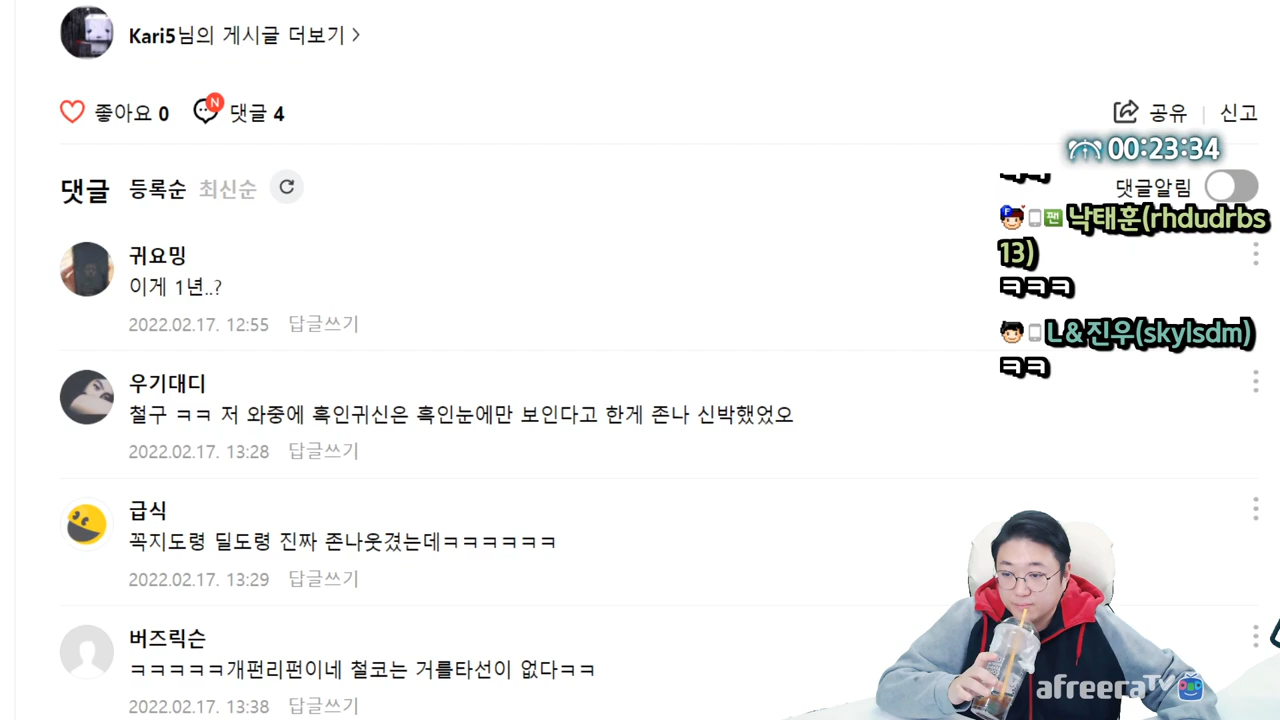 Kari5님의 게시글 더보기 >
좋아요 0 댓글 4
공유 | 신고
00:23:34
댓글 등록순 최신순
댓글알림
팬 낙태훈(rhdudrbs
13)
ㅋㅋㅋ
L&진우(skylsdm)
ㅋㅋ
귀요밍
이게 1년..?
2022.02.17. 12:55 답글쓰기
우기대디
철구 ㅋㅋ 저 와중에 흑인귀신은 흑인눈에만 보인다고 한게 존나 신박했었오
2022.02.17. 13:28 답글쓰기
급식
꼭지도령 딜도령 진짜 존나웃겼는데ㅋㅋㅋㅋㅋㅋ
2022.02.17. 13:29 답글쓰기
버즈릭슨
ㅋㅋㅋㅋㅋ개펀리펀이네 철코는 거를타선이 없다ㅋㅋ
2022.02.17. 13:38 답글쓰기
afreecaTV